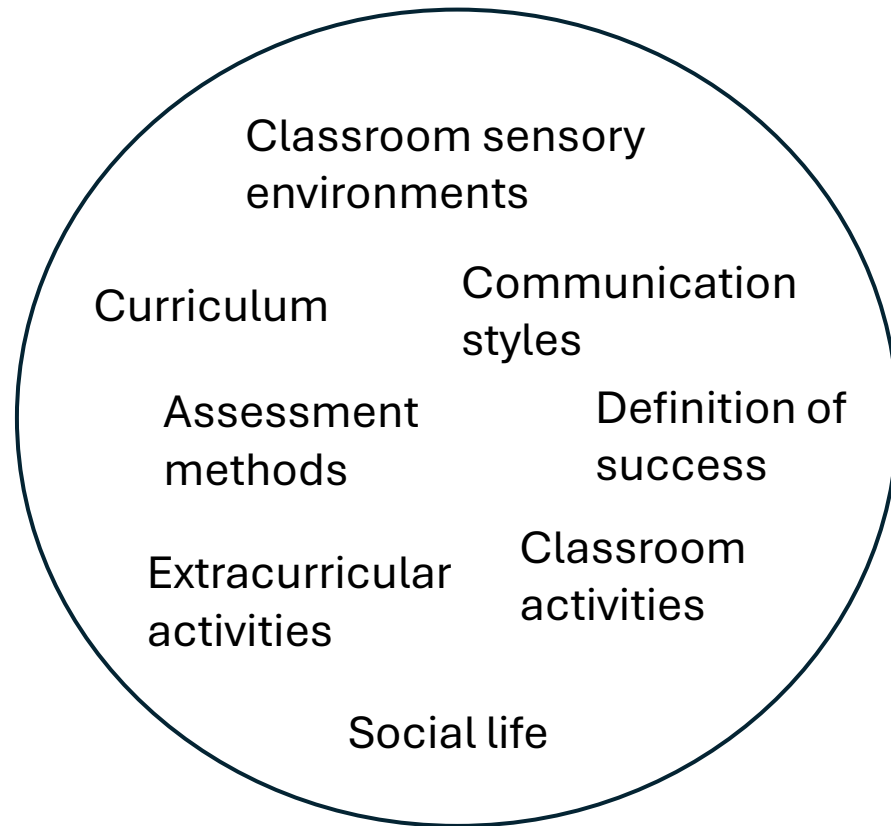 Classroom sensory
environments
Curriculum
Communication
styles
Assessment
methods
Definition of
success
Extracurricular
activities
Classroom
activities
Social life